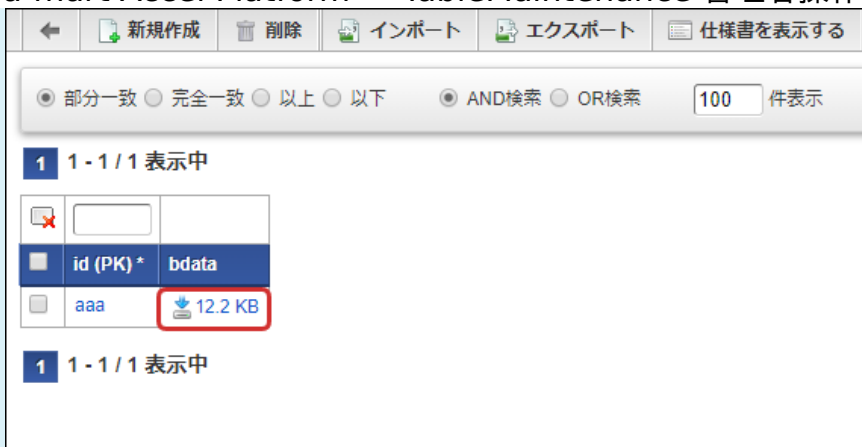 新規作成 削除 インポート エクスポート 仕様書を表示する
部分一致 完全一致 以上 以下 AND検索 OR検索 100 件表示
1 1 - 1 / 1 表示中
id (PK) * bdata
aaa 12.2 KB
1 1 - 1 / 1 表示中